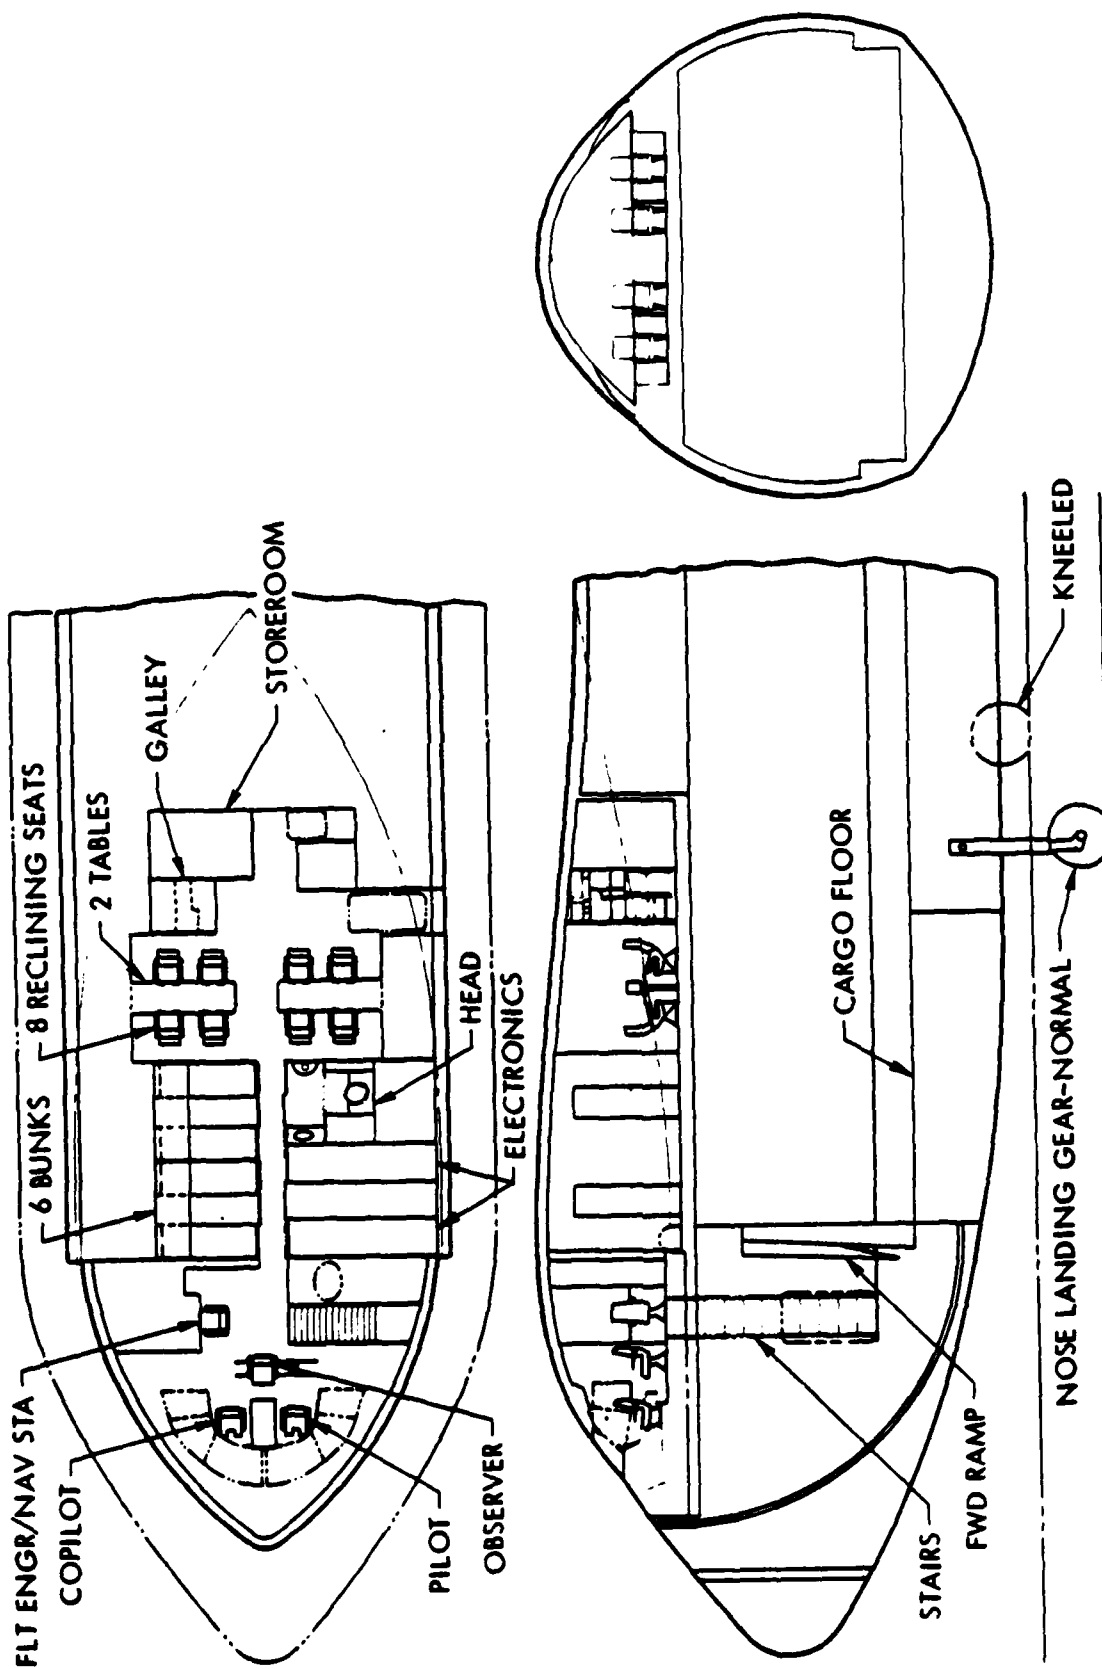 FLT ENGR/NAV STA
COPILOT
6 BUNKS
8 RECLINING SEATS
2 TABLES
GALLEY
STOREROOM
PILOT
OBSERVER
ELECTRONICS
HEAD
STAIRS
FWD RAMP
CARGO FLOOR
NOSE LANDING GEAR-NORMAL
KNEELED